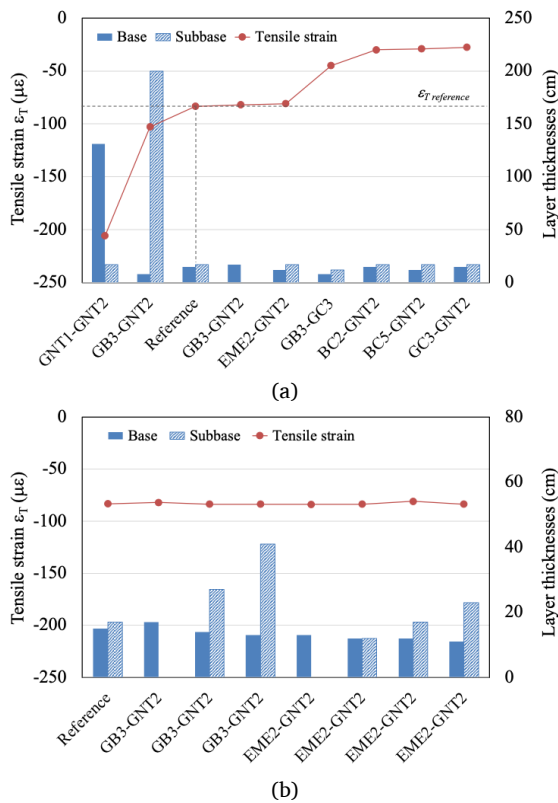 0
-50
-100
-150
-200
-250
Tensile strain εT (με)
Base
Subbase
Tensile strain
εT reference
250
200
150
100
50
0
Layer thicknesses (cm)
GNT1-GNT2
GB3-GNT2
Reference
GB3-GNT2
EME2-GNT2
GB3-GC3
BC2-GNT2
BC5-GNT2
GC3-GNT2
(a)
0
-50
-100
-150
-200
-250
Tensile strain εT (με)
Base
Subbase
Tensile strain
80
60
40
20
0
Layer thicknesses (cm)
Reference
GB3-GNT2
GB3-GNT2
GB3-GNT2
EME2-GNT2
EME2-GNT2
EME2-GNT2
EME2-GNT2
(b)